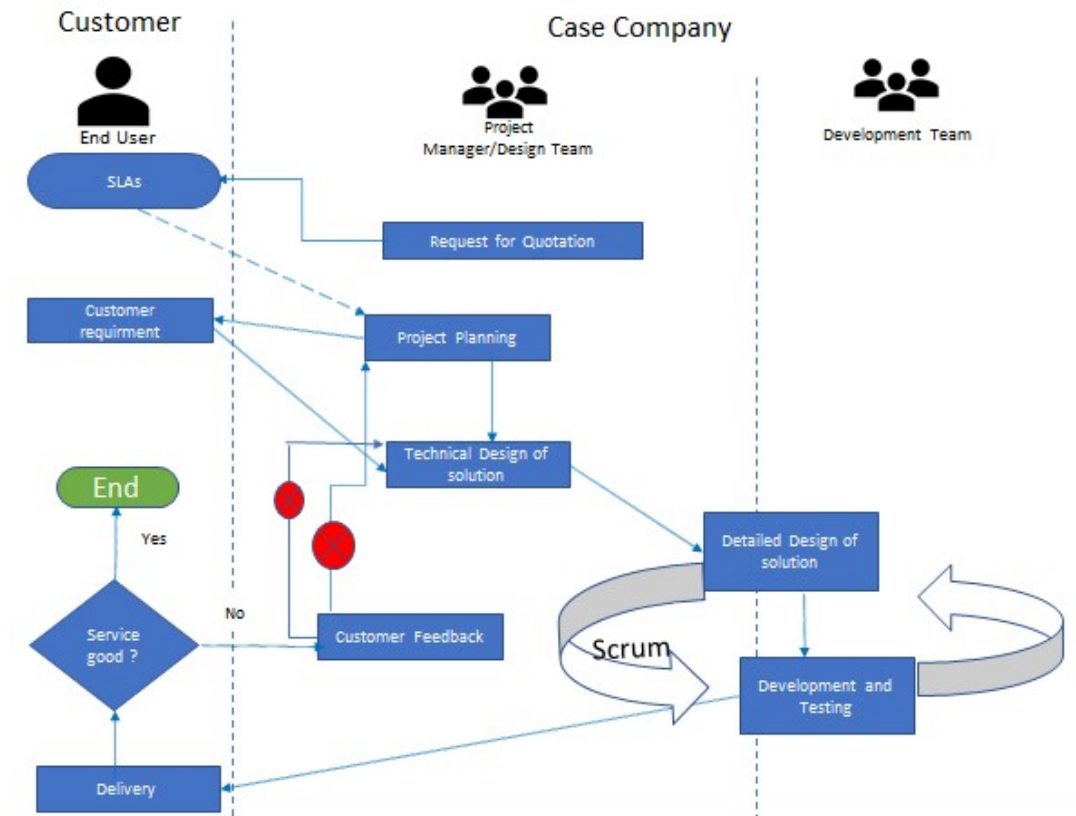 Customer
Case Company
End User
Project
Manager/Design Team
Development Team
SLAs
Request for Quotation
Customer
requirment
Project Planning
Technical Design of
solution
End
Yes
Detailed Design of
solution
No
Service
good ?
Customer Feedback
Scrum
Development and
Testing
Delivery